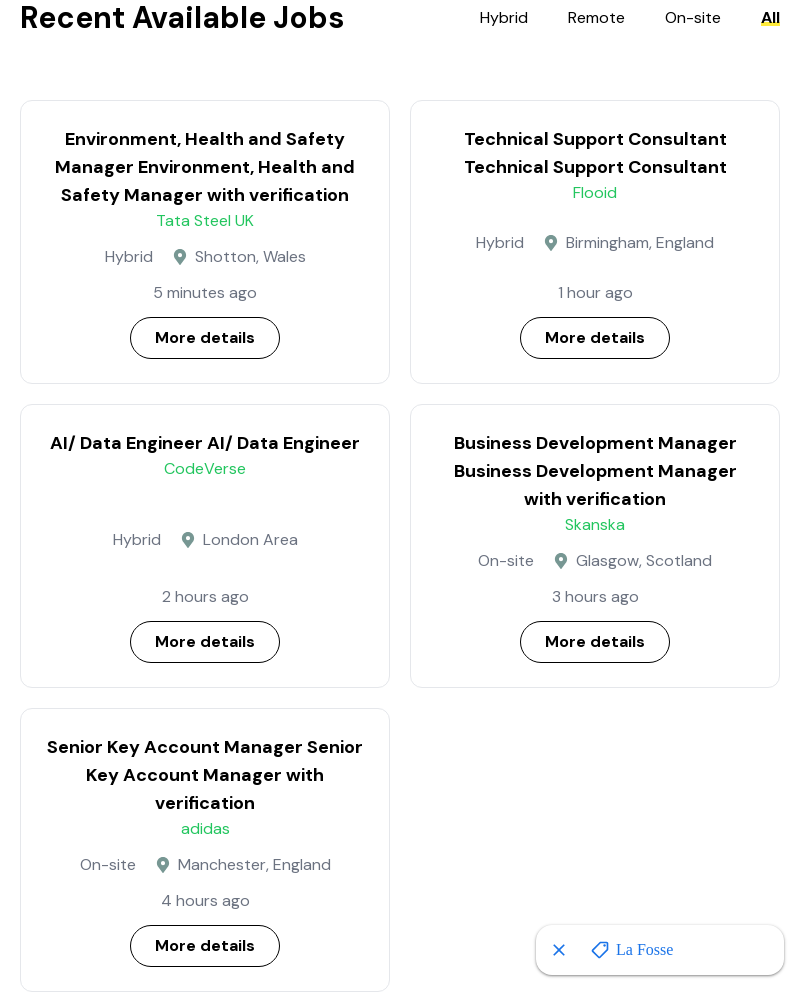 Recent Available Jobs
Hybrid Remote On-site All
Environment, Health and Safety
Manager Environment, Health and
Safety Manager with verification
Tata Steel UK
Hybrid Shotton, Wales
5 minutes ago
More details
Technical Support Consultant
Technical Support Consultant
Flooid
Hybrid Birmingham, England
1 hour ago
More details
AI/ Data Engineer AI/ Data Engineer
CodeVerse
Hybrid London Area
2 hours ago
More details
Business Development Manager
Business Development Manager
with verification
Skanska
On-site Glasgow, Scotland
3 hours ago
More details
Senior Key Account Manager Senior
Key Account Manager with
verification
adidas
On-site Manchester, England
4 hours ago
More details
La Fosse